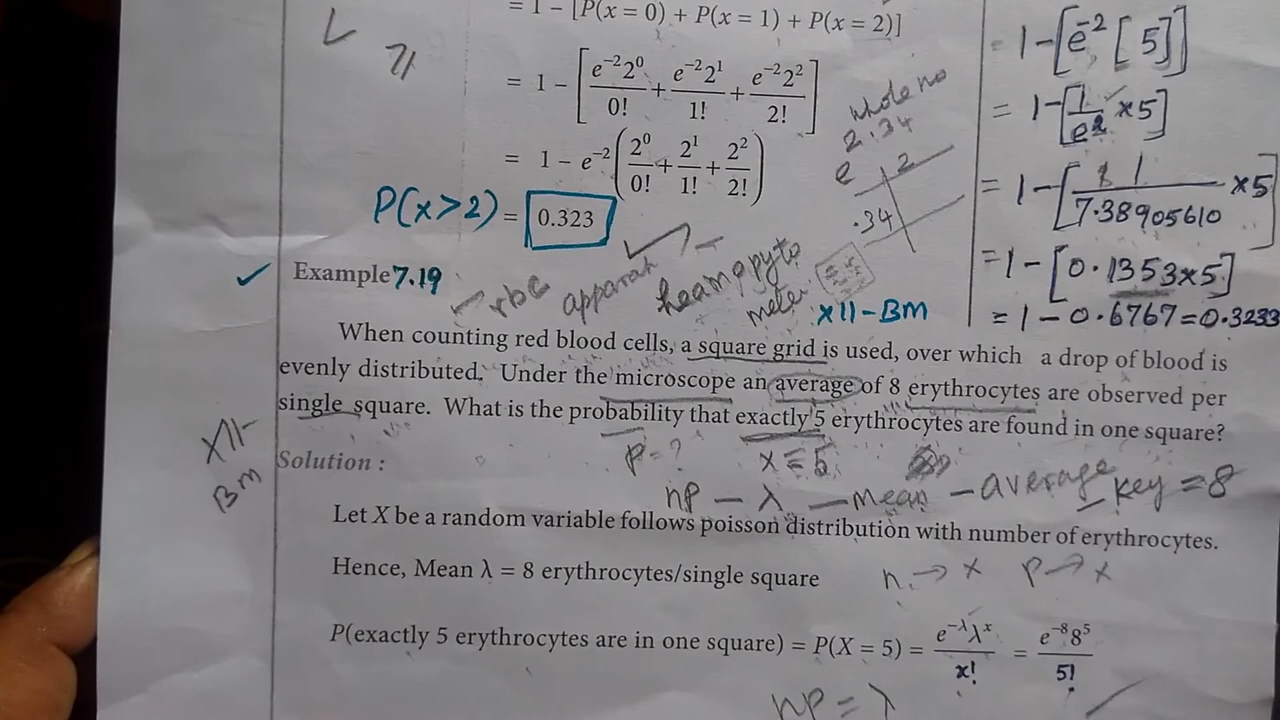 = 1 − [P(x = 0) + P(x = 1) + P(x = 2)]
= 1 − [e⁻²2⁰/0! + e⁻²2¹/1! + e⁻²2²/2!]
= 1 − e⁻² (2⁰/0! + 2¹/1! + 2²/2!)
P(x>2) = 0.323
whole no
2.34
e 2
.34
= 1-[e⁻² [5]]
= 1-[1/e² ×5]
= 1-[1/7.38905610 ×5]
= 1-[0.1353×5]
= 1-0.6767=0.3233
Example 7.19
rbc apparat heamopyto
meter
XII-BM
When counting red blood cells, a square grid is used, over which a drop of blood is
evenly distributed. Under the microscope an average of 8 erythrocytes are observed per
single square. What is the probability that exactly 5 erythrocytes are found in one square?
XII-
BM
Solution :
P=? x=5
np − λ − mean − average key = 8
Let X be a random variable follows poisson distribution with number of erythrocytes.
Hence, Mean λ = 8 erythrocytes/single square
n → x P → x
P(exactly 5 erythrocytes are in one square) = P(X = 5) = e^−λ λ^x / x! = e⁻⁸8⁵ / 5!
np = λ